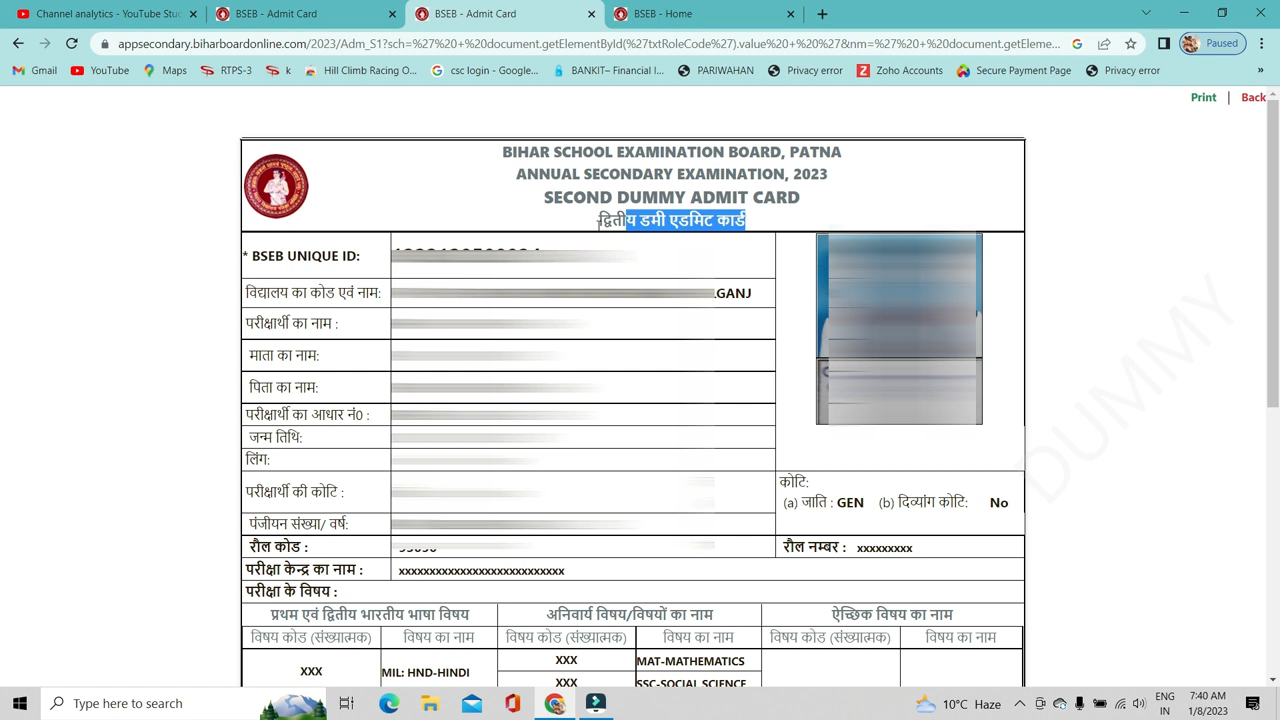 Channel analytics - YouTube Stu
BSEB - Admit Card
BSEB - Admit Card
BSEB - Home
appsecondary.biharboardonline.com/2023/Adm_S1?sch=%27%20+%20document.getElementById(%27txtRoleCode%27).value%20+%20%27&nm=%27%20+%20document.getEleme...
Paused
Gmail
YouTube
Maps
RTPS-3
k
Hill Climb Racing O...
csc login - Google...
BANKIT– Financial I...
PARIWAHAN
Privacy error
Zoho Accounts
Secure Payment Page
Privacy error
»
Print | Back
BIHAR SCHOOL EXAMINATION BOARD, PATNA
ANNUAL SECONDARY EXAMINATION, 2023
SECOND DUMMY ADMIT CARD
द्वितीय डमी एडमिट कार्ड
* BSEB UNIQUE ID:
विद्यालय का कोड एवं नाम: .GANJ
परीक्षार्थी का नाम :
माता का नाम:
पिता का नाम:
परीक्षार्थी का आधार नं0 :
जन्म तिथि:
लिंग:
परीक्षार्थी की कोटि :
कोटि:
(a) जाति : GEN (b) दिव्यांग कोटि: No
पंजीयन संख्या/ वर्ष:
रौल कोड :
रौल नम्बर : xxxxxxxxx
परीक्षा केन्द्र का नाम : xxxxxxxxxxxxxxxxxxxxxxxxxxx
परीक्षा के विषय :
प्रथम एवं द्वितीय भारतीय भाषा विषय अनिवार्य विषय/विषयों का नाम ऐच्छिक विषय का नाम
विषय कोड (संख्यात्मक) विषय का नाम विषय कोड (संख्यात्मक) विषय का नाम विषय कोड (संख्यात्मक) विषय का नाम
XXX MIL: HND-HINDI
XXX MAT-MATHEMATICS
XXX SSC-SOCIAL SCIENCE
DUMMY
Type here to search
10°C Haze
ENG
IN
7:40 AM
1/8/2023